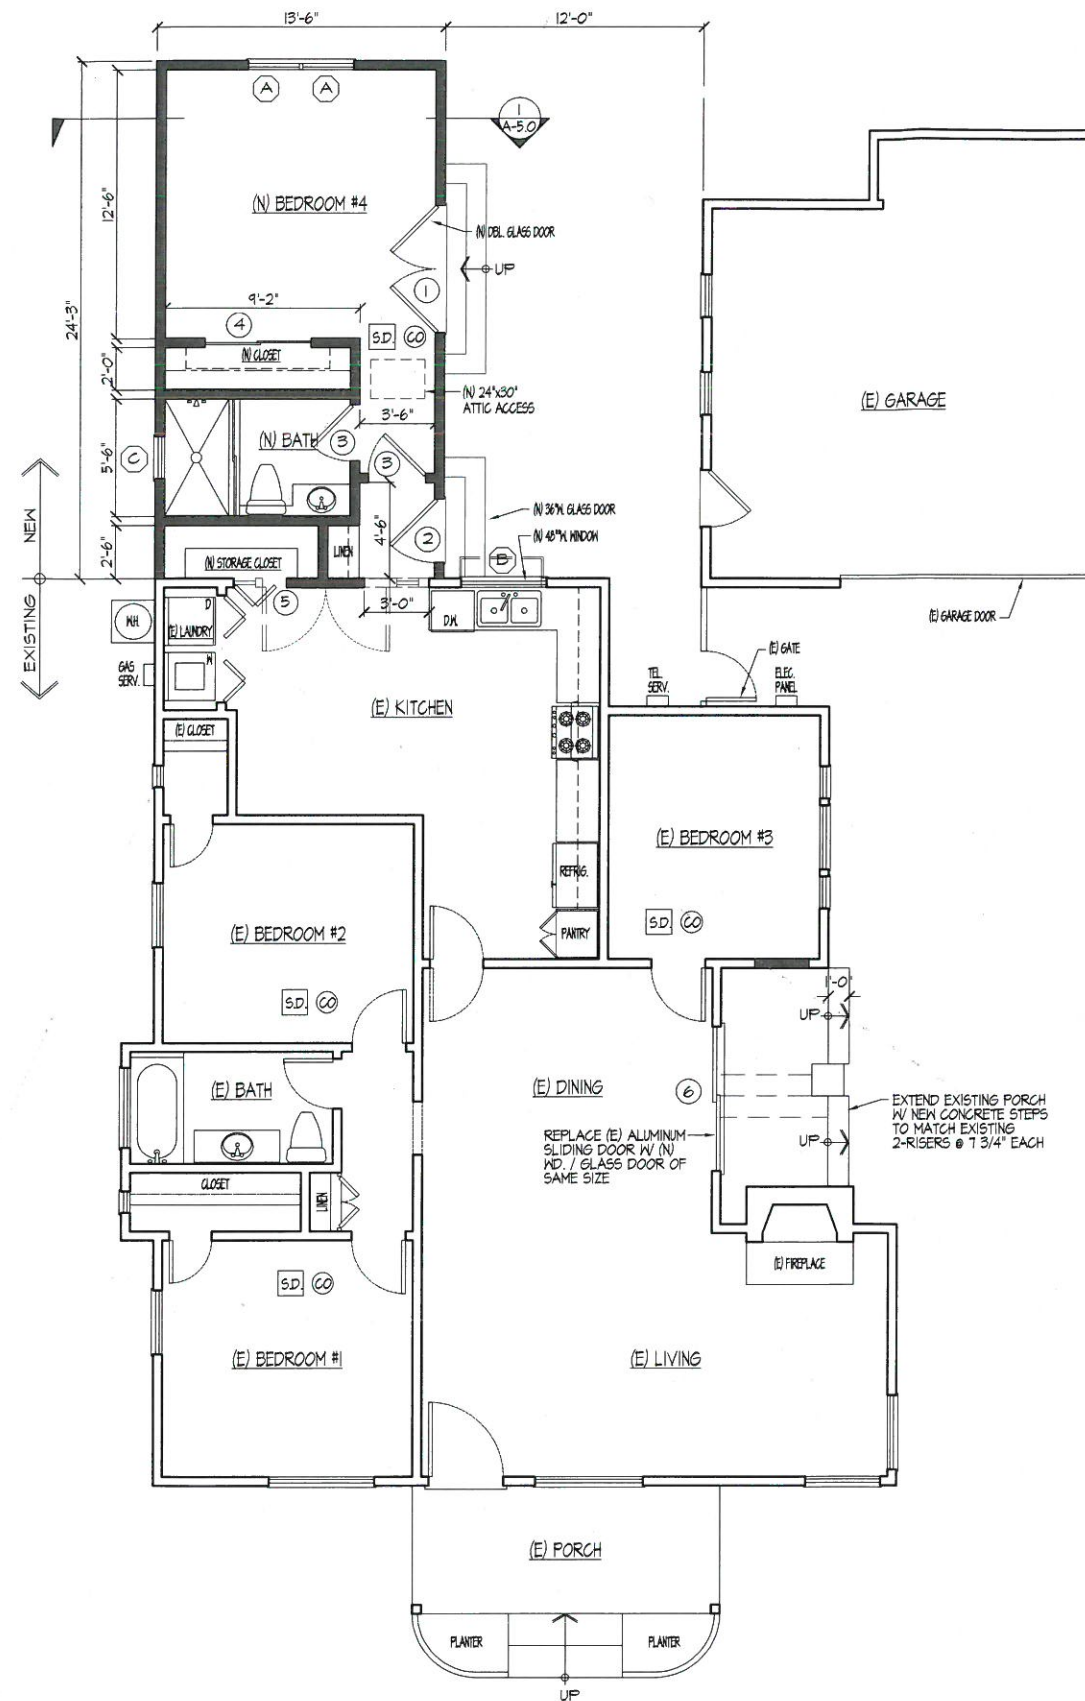 13'-6"
12'-0"
A
A
1
A-5.0
12'-6"
24'-3"
(N) BEDROOM #4
(N) DBL. GLASS DOOR
UP
1
9'-2"
4
S.D.
CO
(N) CLOSET
2'-0"
(N) 24"x30"
ATTIC ACCESS
(E) GARAGE
3'-6"
(N) BATH
3
3
C
5'-6"
NEW
EXISTING
(N) 36"W. GLASS DOOR
(N) 48"W. WINDOW
2
4'-6"
LINEN
B
2'-6"
(N) STORAGE CLOSET
5
3'-0"
D.W.
(E) GARAGE DOOR
WH
D
(E) LAUNDRY
W
GAS
SERV.
(E) GATE
TEL.
SERV.
ELEC.
PANEL
(E) KITCHEN
(E) CLOSET
(E) BEDROOM #3
REFRIG.
PANTRY
S.D.
CO
(E) BEDROOM #2
S.D.
CO
1'-0"
UP
(E) BATH
(E) DINING
6
REPLACE (E) ALUMINUM
SLIDING DOOR W/ (N)
WD. / GLASS DOOR OF
SAME SIZE
UP
EXTEND EXISTING PORCH
W/ NEW CONCRETE STEPS
TO MATCH EXISTING
2-RISERS @ 7 3/4" EACH
CLOSET
LINEN
(E) FIREPLACE
S.D.
CO
(E) BEDROOM #1
(E) LIVING
(E) PORCH
PLANTER
PLANTER
UP